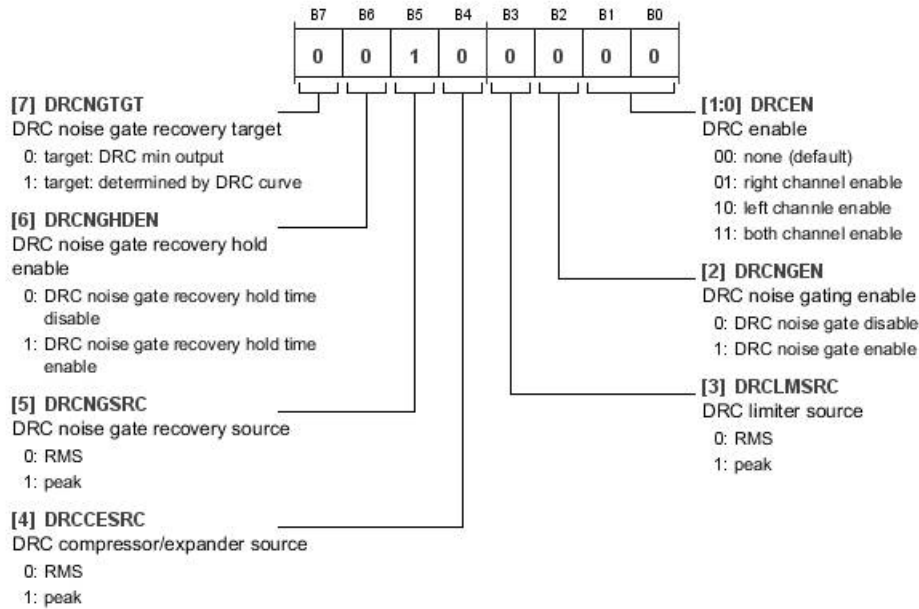 B7 B6 B5 B4 B3 B2 B1 B0
0 0 1 0 0 0 0 0
[7] DRCNGTGT
DRC noise gate recovery target
0: target: DRC min output
1: target: determined by DRC curve
[6] DRCNGHDEN
DRC noise gate recovery hold
enable
0: DRC noise gate recovery hold time
disable
1: DRC noise gate recovery hold time
enable
[5] DRCNGSRC
DRC noise gate recovery source
0: RMS
1: peak
[4] DRCCESRC
DRC compressor/expander source
0: RMS
1: peak
[1:0] DRCEN
DRC enable
00: none (default)
01: right channel enable
10: left channle enable
11: both channel enable
[2] DRCNGEN
DRC noise gating enable
0: DRC noise gate disable
1: DRC noise gate enable
[3] DRCLMSRC
DRC limiter source
0: RMS
1: peak